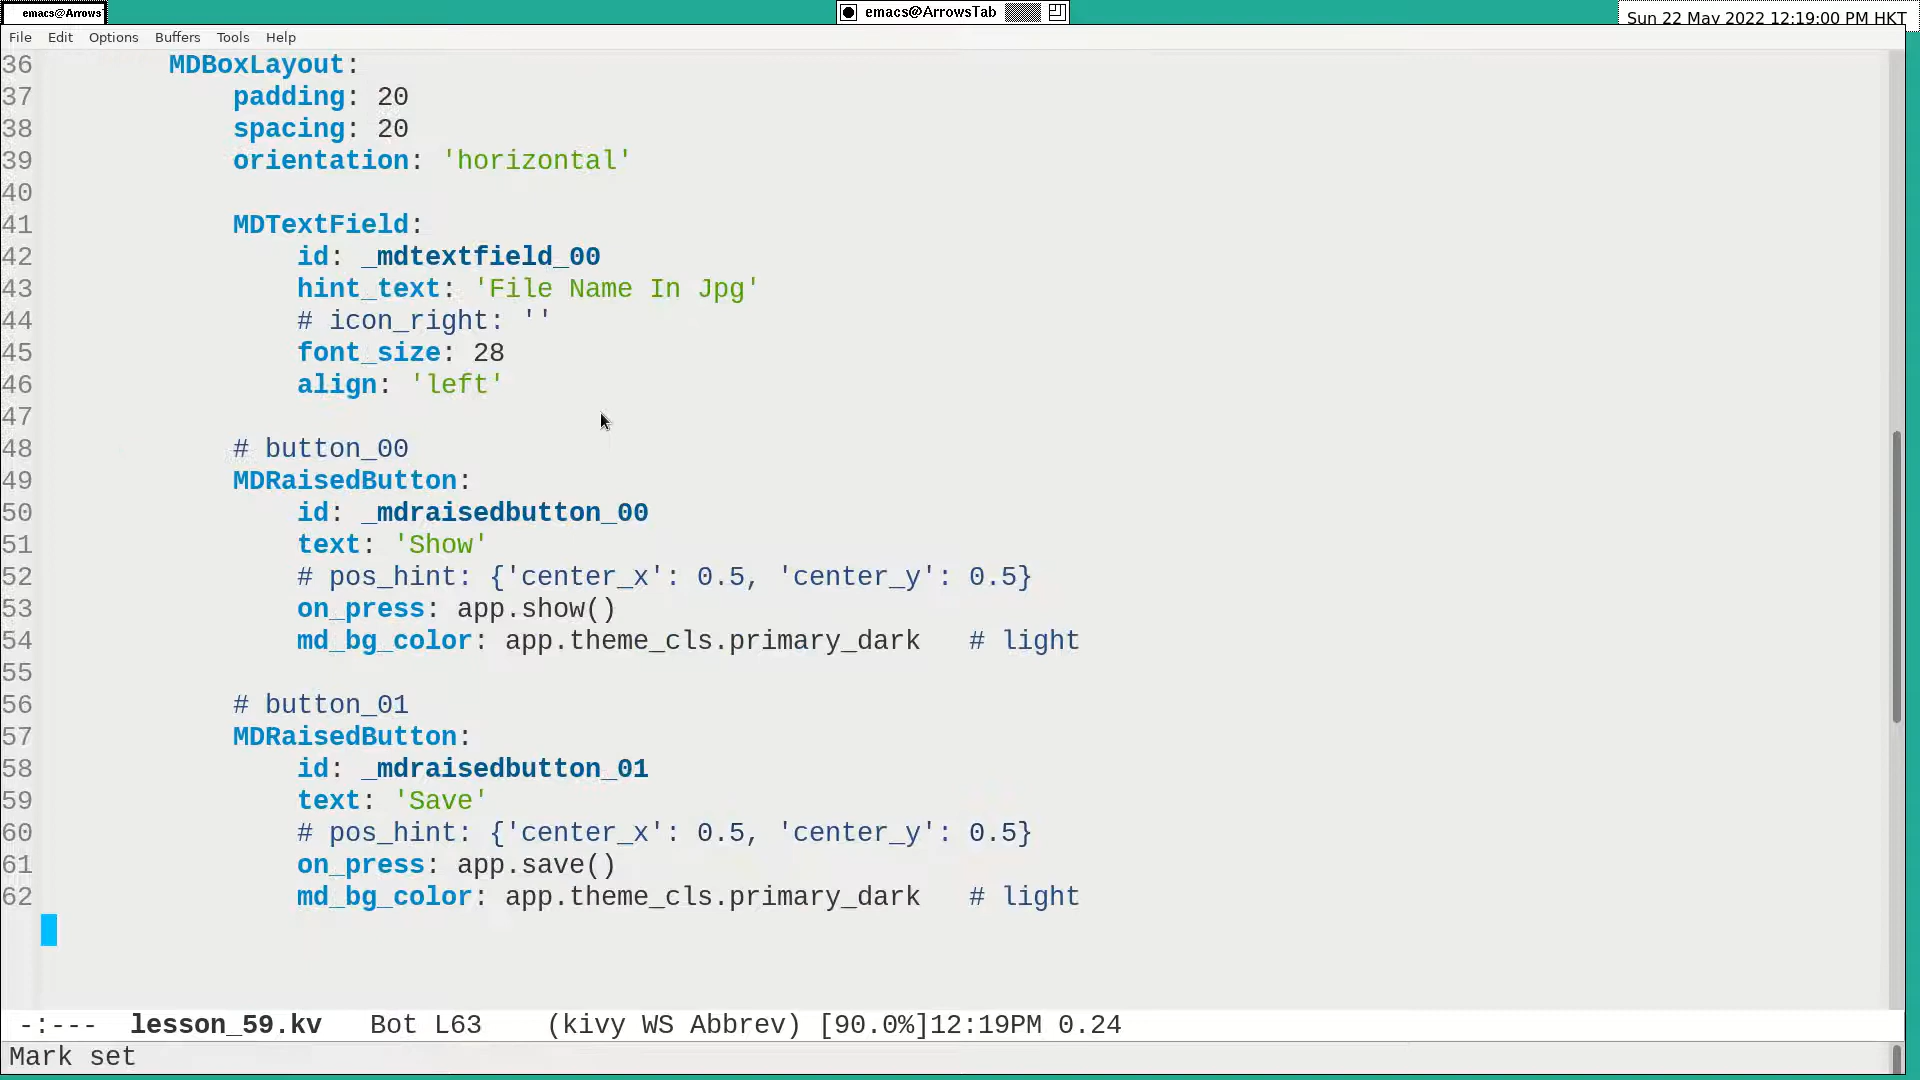 emacs@Arrows
emacs@ArrowsTab
Sun 22 May 2022 12:19:00 PM HKT
File Edit Options Buffers Tools Help
36 MDBoxLayout:
37 padding: 20
38 spacing: 20
39 orientation: 'horizontal'
40
41 MDTextField:
42 id: _mdtextfield_00
43 hint_text: 'File Name In Jpg'
44 # icon_right: ''
45 font_size: 28
46 align: 'left'
47
48 # button_00
49 MDRaisedButton:
50 id: _mdraisedbutton_00
51 text: 'Show'
52 # pos_hint: {'center_x': 0.5, 'center_y': 0.5}
53 on_press: app.show()
54 md_bg_color: app.theme_cls.primary_dark # light
55
56 # button_01
57 MDRaisedButton:
58 id: _mdraisedbutton_01
59 text: 'Save'
60 # pos_hint: {'center_x': 0.5, 'center_y': 0.5}
61 on_press: app.save()
62 md_bg_color: app.theme_cls.primary_dark # light
-:--- lesson_59.kv Bot L63 (kivy WS Abbrev) [90.0%]12:19PM 0.24
Mark set